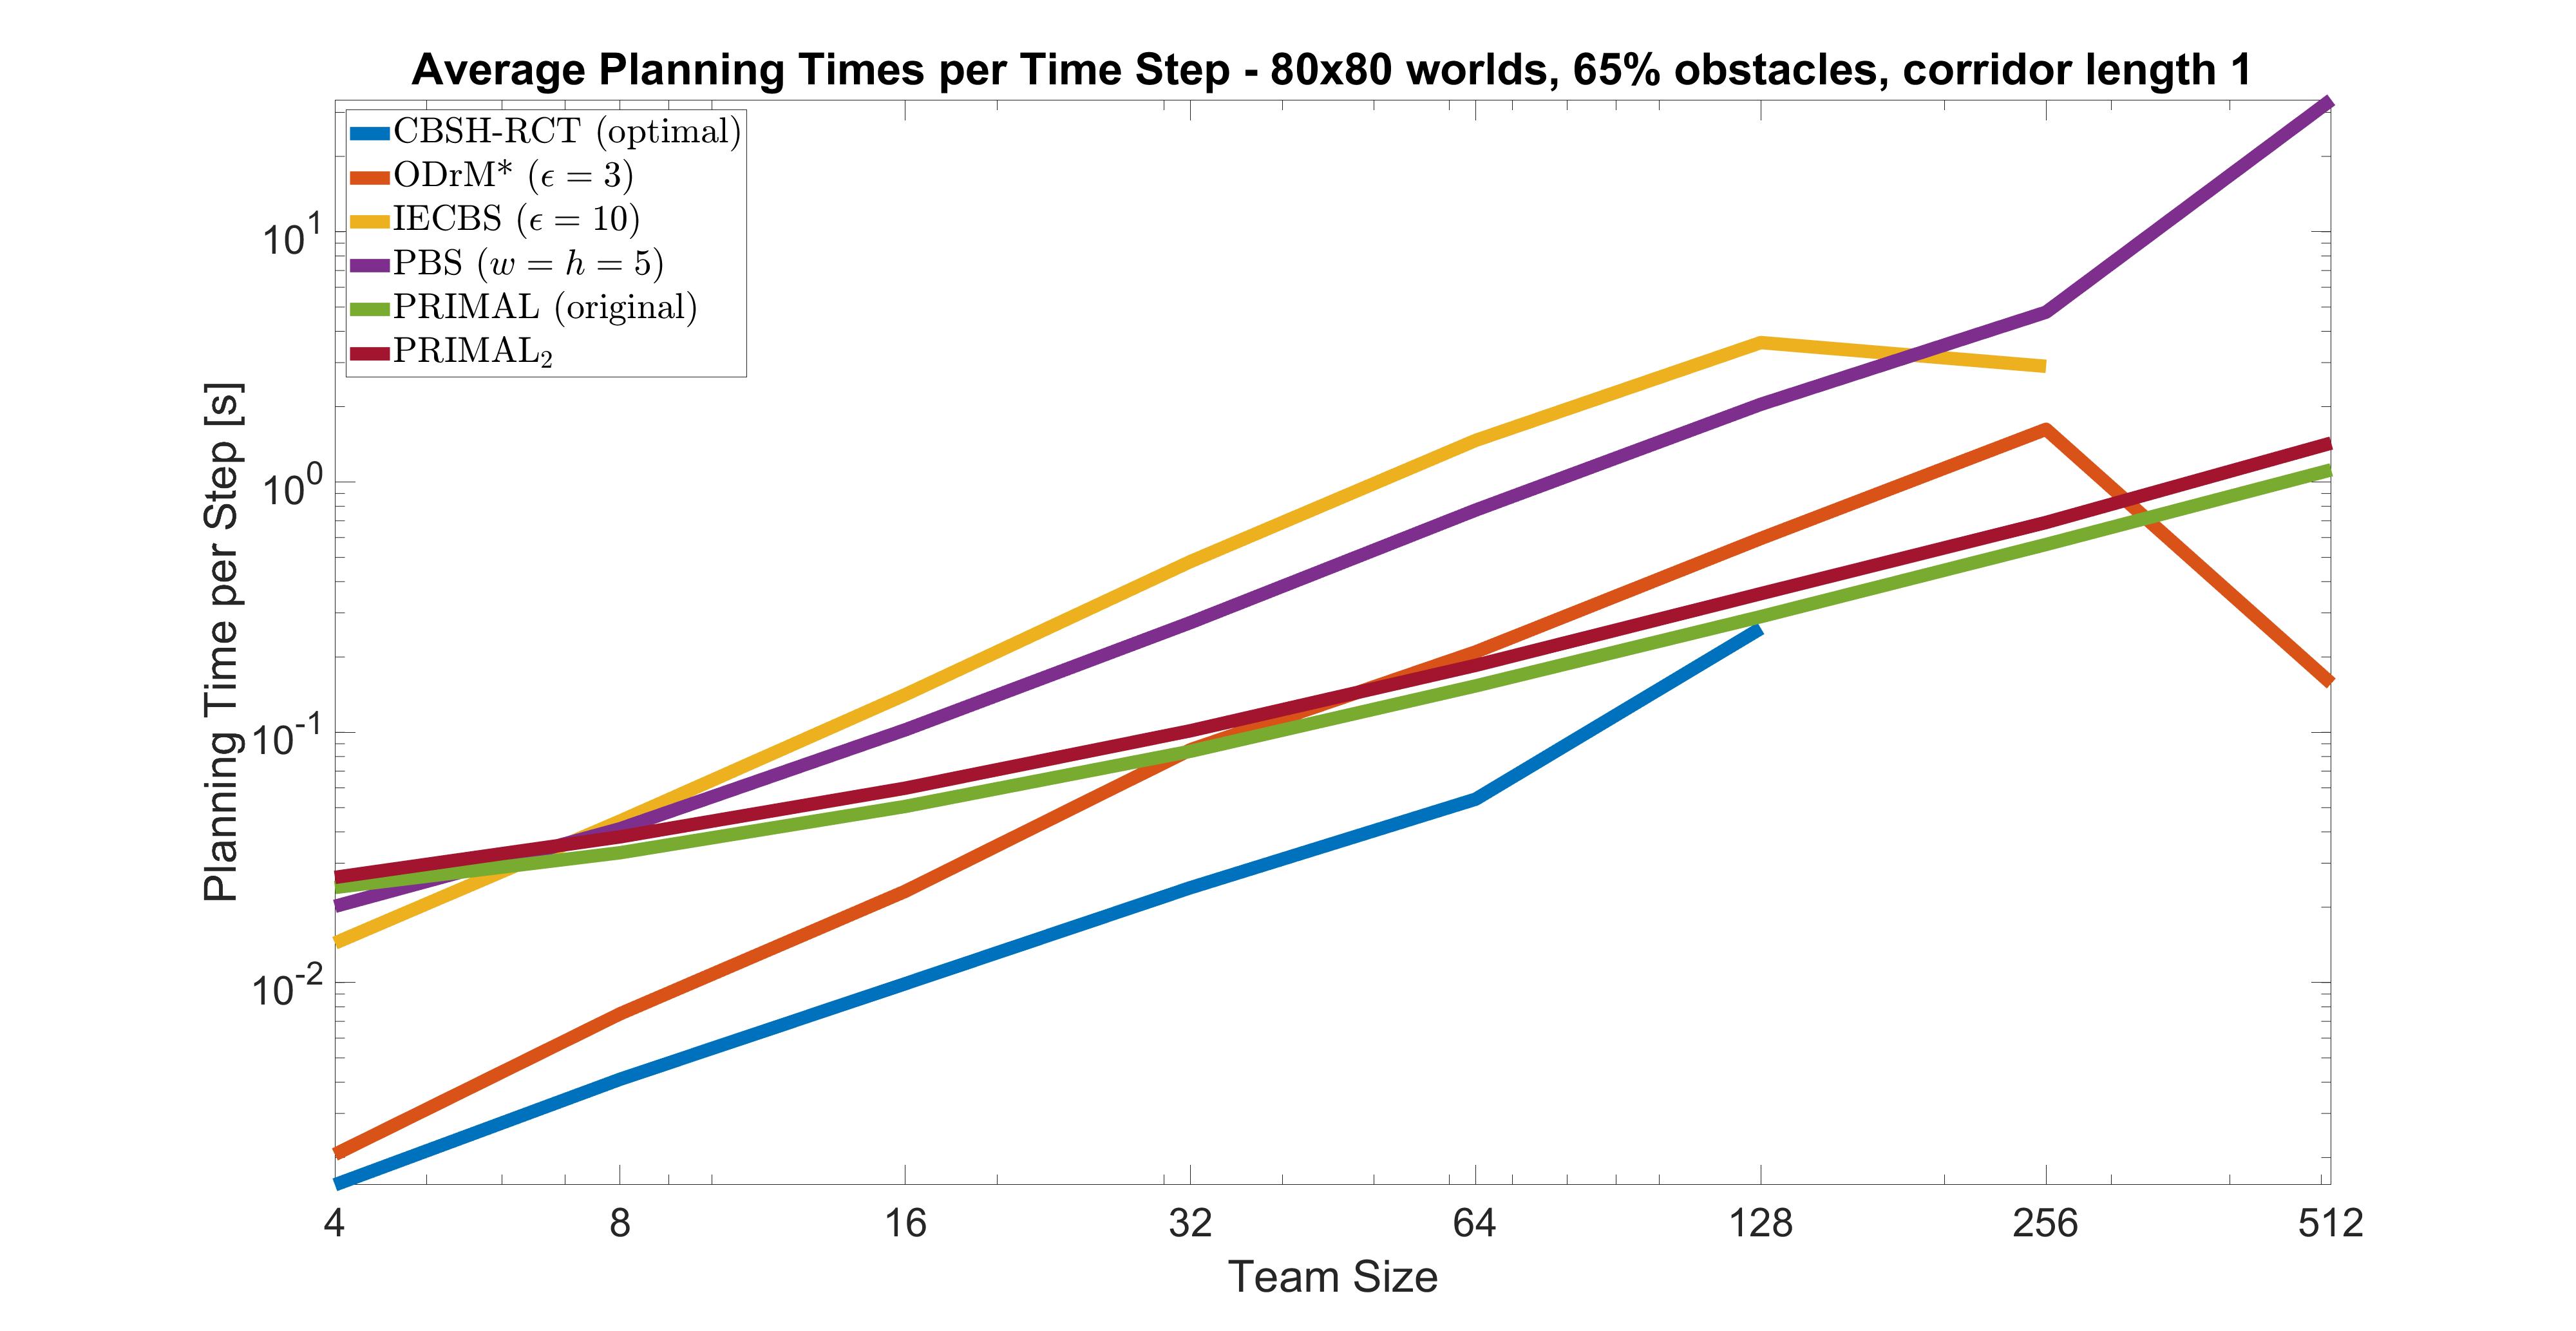 Average Planning Times per Time Step - 80x80 worlds, 65% obstacles, corridor length 1
CBSH-RCT (optimal)
ODrM* (ϵ = 3)
IECBS (ϵ = 10)
PBS (w = h = 5)
PRIMAL (original)
PRIMAL₂
Planning Time per Step [s]
10¹
10⁰
10⁻¹
10⁻²
4 8 16 32 64 128 256 512
Team Size